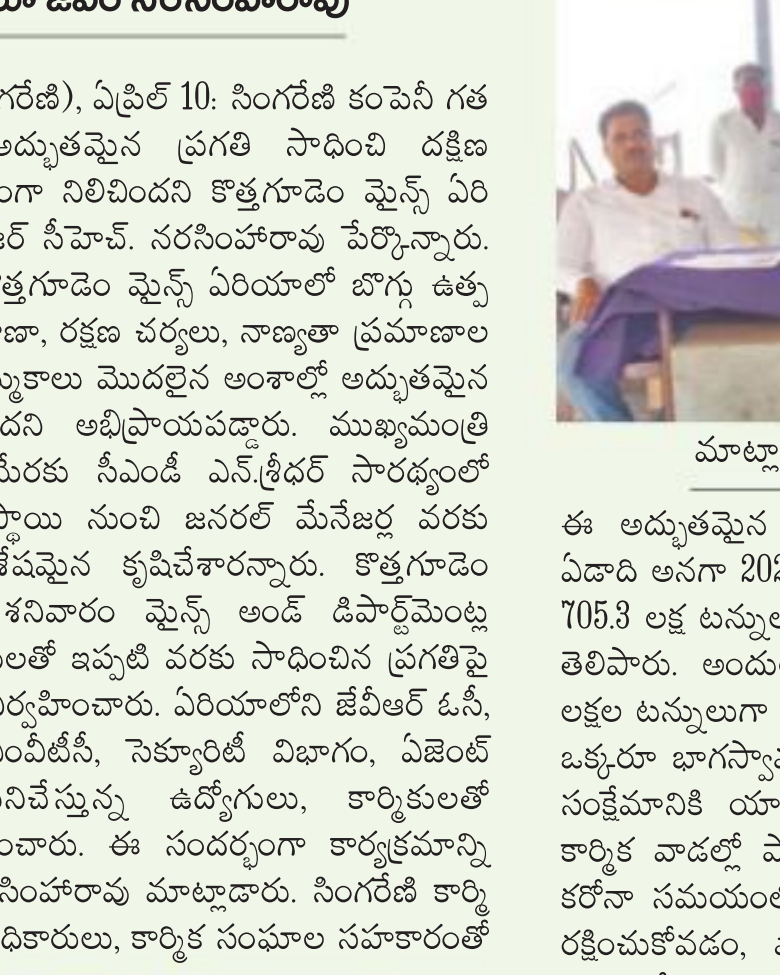 నరసింహారావు
గరేణి), ఏప్రిల్ 10: సింగరేణి కంపెనీ గత
అద్భుతమైన ప్రగతి సాధించి దక్షిణ
ంగా నిలిచిందని కొత్తగూడెం మైన్స్ ఏరి
జర్ సీహెచ్. నరసింహారావు పేర్కొన్నారు.
త్తగూడెం మైన్స్ ఏరియాలో బొగ్గు ఉత్ప
ణా, రక్షణ చర్యలు, నాణ్యతా ప్రమాణాల
మ్మకాలు మొదలైన అంశాల్లో అద్భుతమైన
దని అభిప్రాయపడ్డారు. ముఖ్యమంత్రి
మేరకు సీఎండీ ఎన్.శ్రీధర్ సారథ్యంలో
స్థాయి నుంచి జనరల్ మేనేజర్ల వరకు
శేషమైన కృషిచేశారన్నారు. కొత్తగూడెం
శనివారం మైన్స్ అండ్ డిపార్ట్‌మెంట్ల
లతో ఇప్పటి వరకు సాధించిన ప్రగతిపై
ర్వహించారు. ఏరియాలోని జేవీఆర్ ఓసీ,
ంవీటీసీ, సెక్యూరిటీ విభాగం, ఏజెంట్
నిచేస్తున్న ఉద్యోగులు, కార్మికులతో
ంచారు. ఈ సందర్భంగా కార్యక్రమాన్ని
సింహారావు మాట్లాడారు. సింగరేణి కార్మి
ధికారులు, కార్మిక సంఘాల సహకారంతో
మాట్లా
ఈ అద్భుతమైన
ఏడాది అనగా 202
705.3 లక్ష టన్నుల
తెలిపారు. అందు
లక్షల టన్నులుగా
ఒక్కరూ భాగస్వా
సంక్షేమానికి యా
కార్మిక వాడల్లో
కరోనా సమయంల
రక్షించుకోవడం,